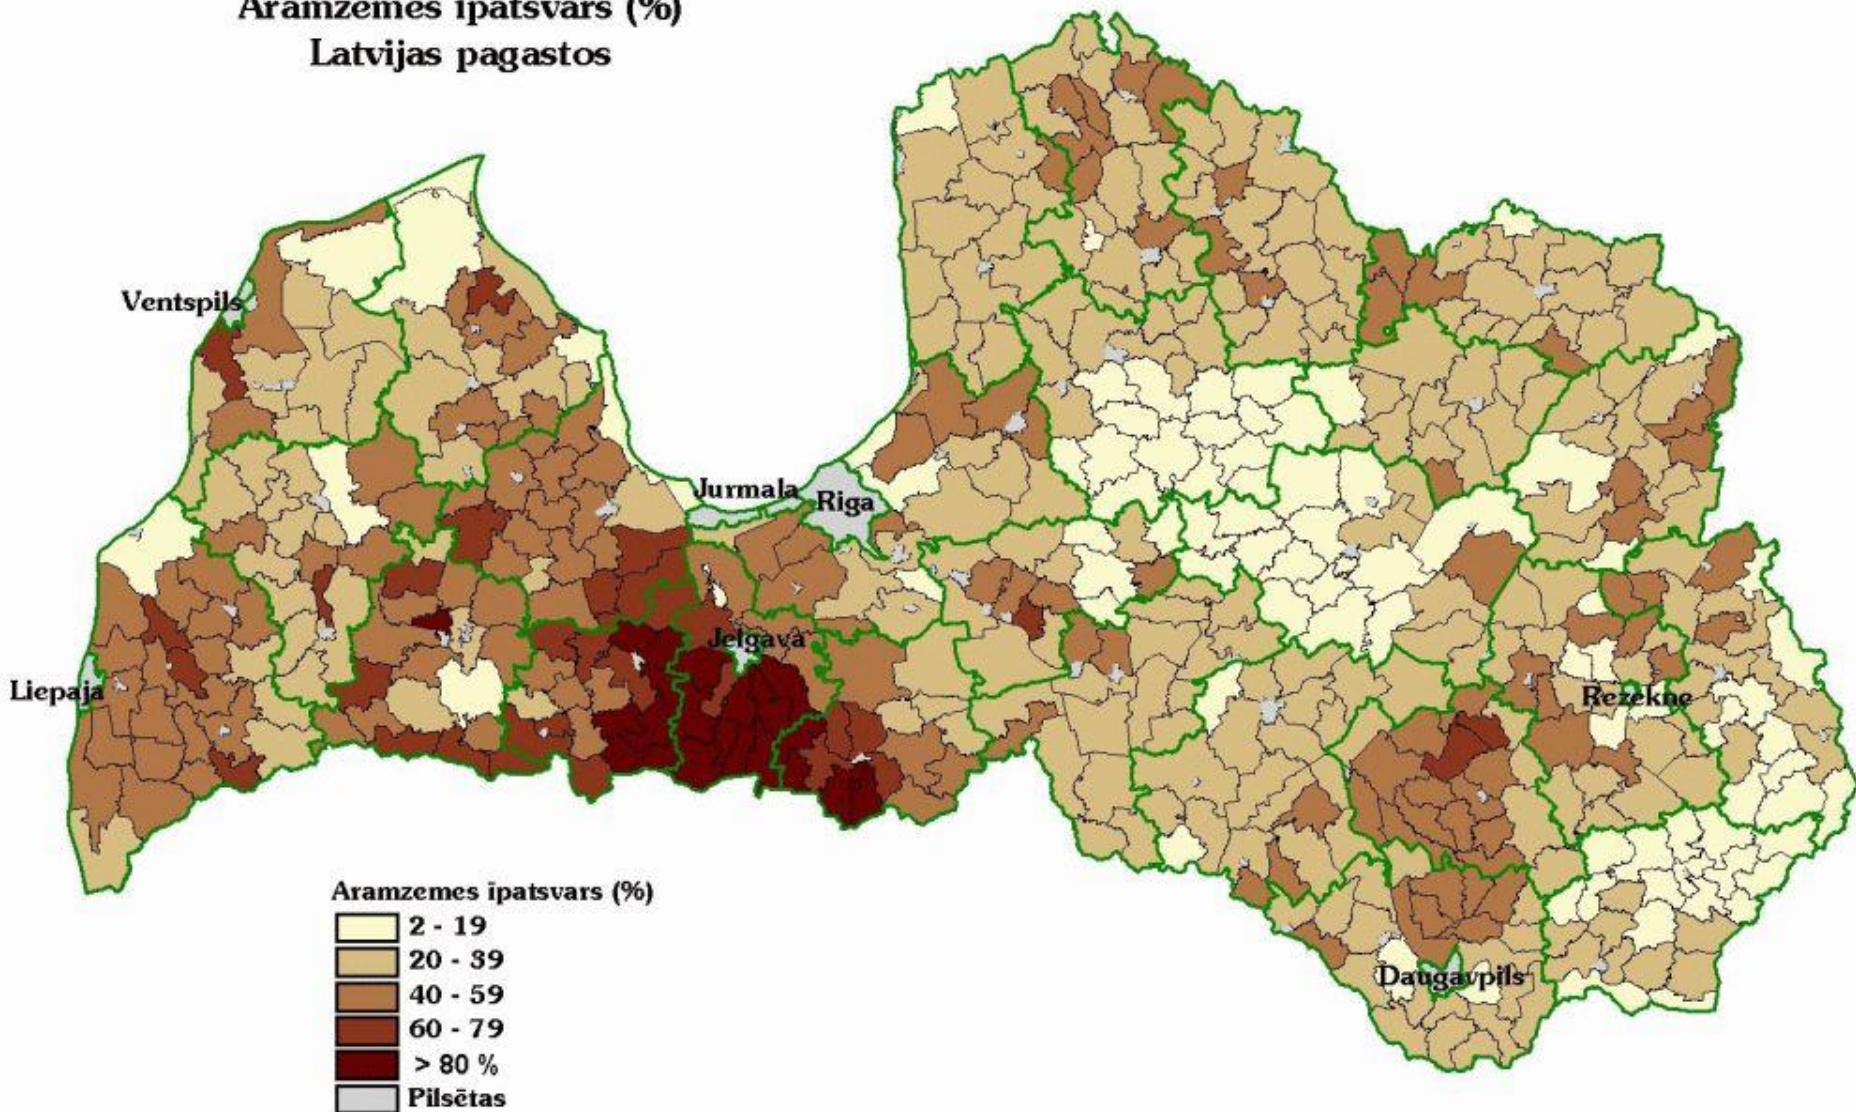 Aramzemes īpatsvars (%)
Latvijas pagastos
Ventspils
Jurmala
Riga
Jelgava
Liepaja
Rezekne
Daugavpils
Aramzemes īpatsvars (%)
2 - 19
20 - 39
40 - 59
60 - 79
> 80 %
Pilsētas